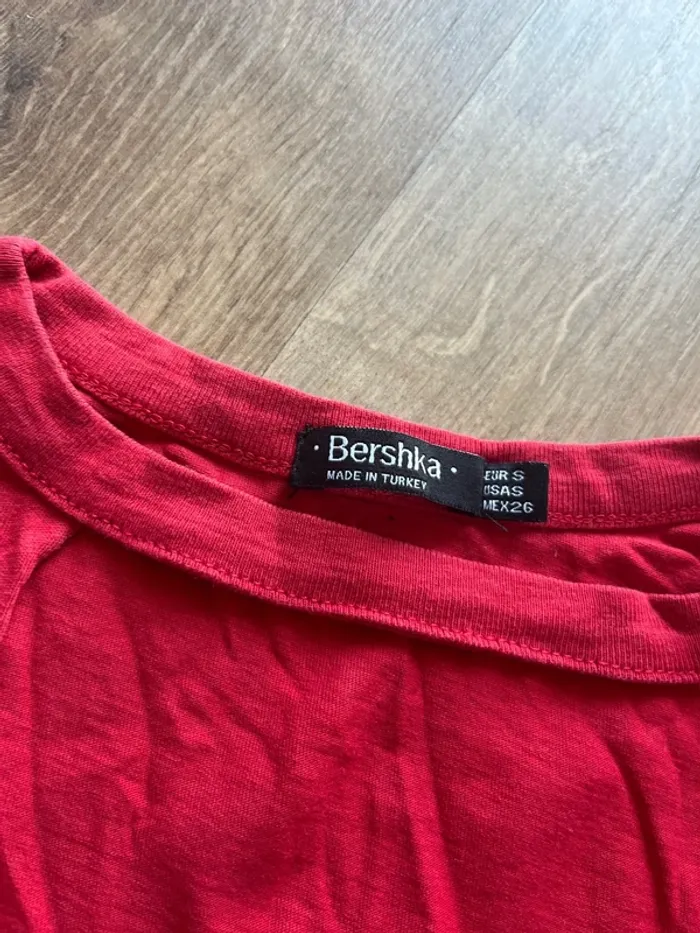 · Bershka ·
MADE IN TURKEY
EUR S
USA S
MEX 26